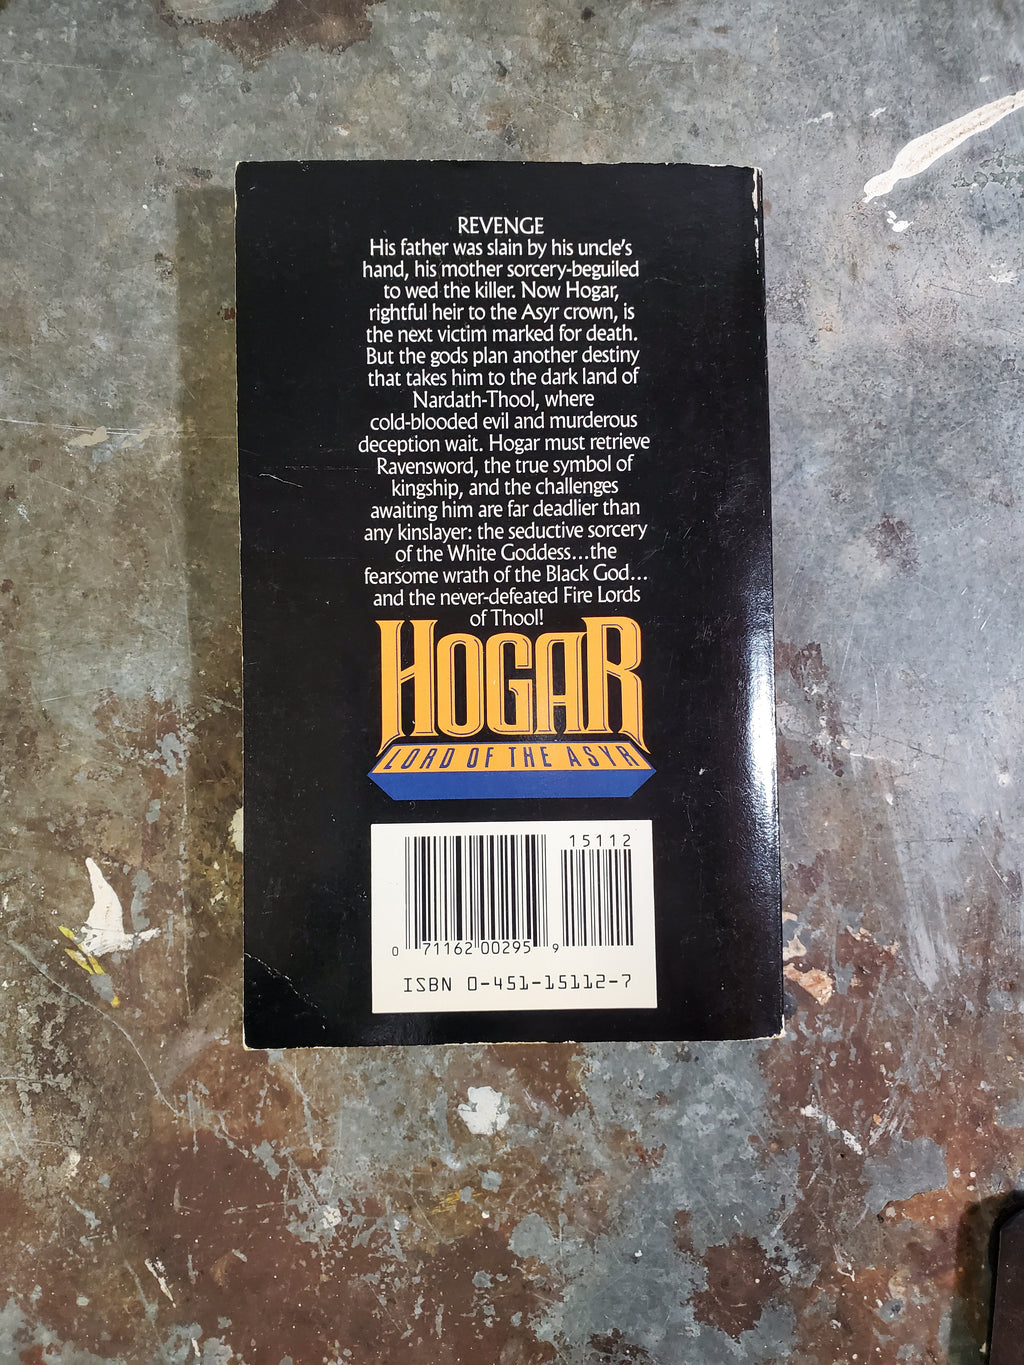 REVENGE
His father was slain by his uncle's
hand, his mother sorcery-beguiled
to wed the killer. Now Hogar,
rightful heir to the Asyr crown, is
the next victim marked for death.
But the gods plan another destiny
that takes him to the dark land of
Nardath-Thool, where
cold-blooded evil and murderous
deception wait. Hogar must retrieve
Ravensword, the true symbol of
kingship, and the challenges
awaiting him are far deadlier than
any kinslayer: the seductive sorcery
of the White Goddess...the
fearsome wrath of the Black God...
and the never-defeated Fire Lords
of Thool!
HOGAR
LORD OF THE ASYR
15112
0 71162 00295 9
ISBN 0-451-15112-7